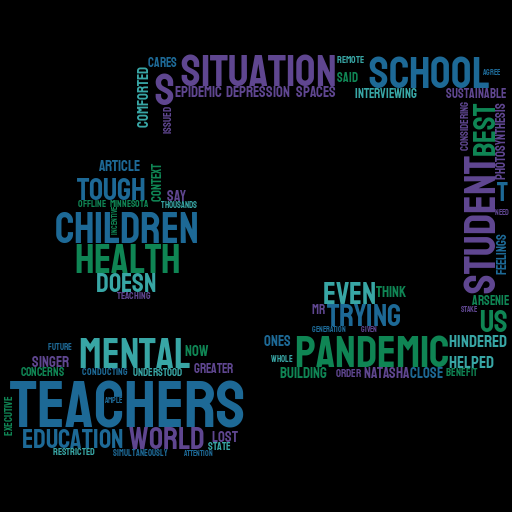 CARES SITUATION REMOTE SCHOOL
COMFORTED S SAID AGREE
EPIDEMIC DEPRESSION SPACES INTERVIEWING SUSTAINABLE
ISSUED CONSIDERING BEST PHOTOSYNTHESIS
ARTICLE CONTEXT STUDENT
TOUGH SAY T
OFFLINE MINNESOTA THOUSANDS NEED
CHILDREN INCENTIVE FEELINGS
HEALTH
DOESN
TEACHING EVEN THINK ARSENIE
MR TRYING STAKE US
GENERATION GIVEN
MENTAL NOW ONES PANDEMIC HINDERED
FUTURE SINGER WHOLE HELPED
CONCERNS CONDUCTING UNDERSTOOD GREATER BUILDING ORDER NATASHA CLOSE BENEFIT
TEACHERS
EXECUTIVE AMPLE
EDUCATION WORLD LOST
RESTRICTED SIMULTANEOUSLY ATTENTION STATE